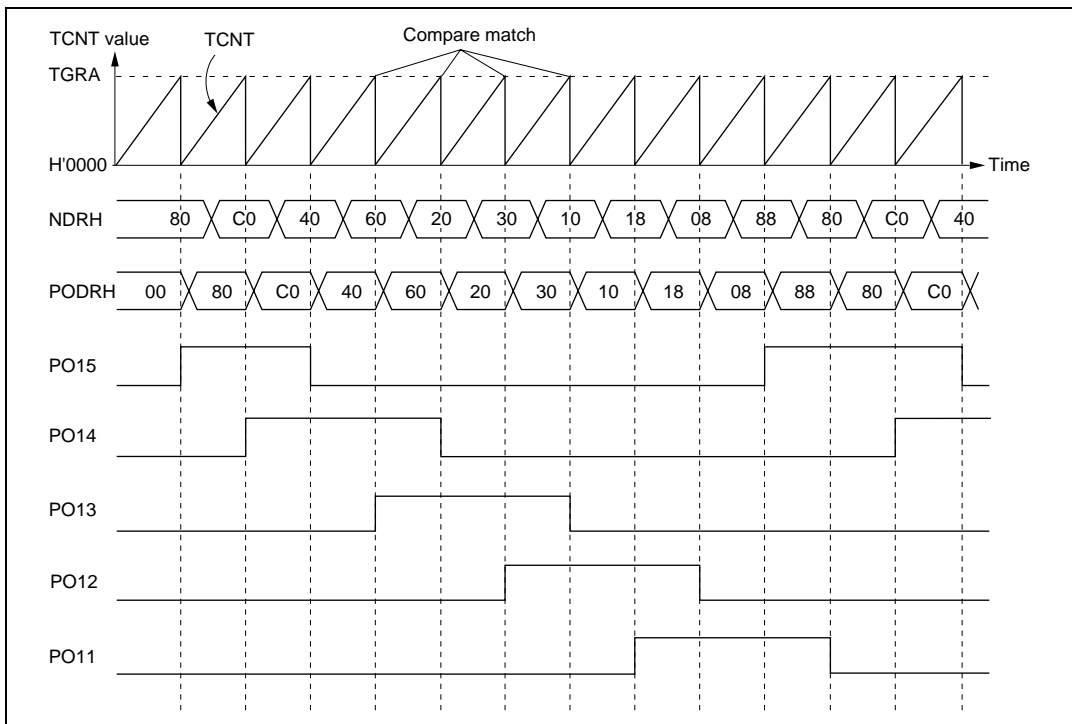 TCNT value
TCNT
Compare match
TGRA
H'0000
Time
NDRH 80 C0 40 60 20 30 10 18 08 88 80 C0 40
PODRH 00 80 C0 40 60 20 30 10 18 08 88 80 C0
PO15
PO14
PO13
PO12
PO11